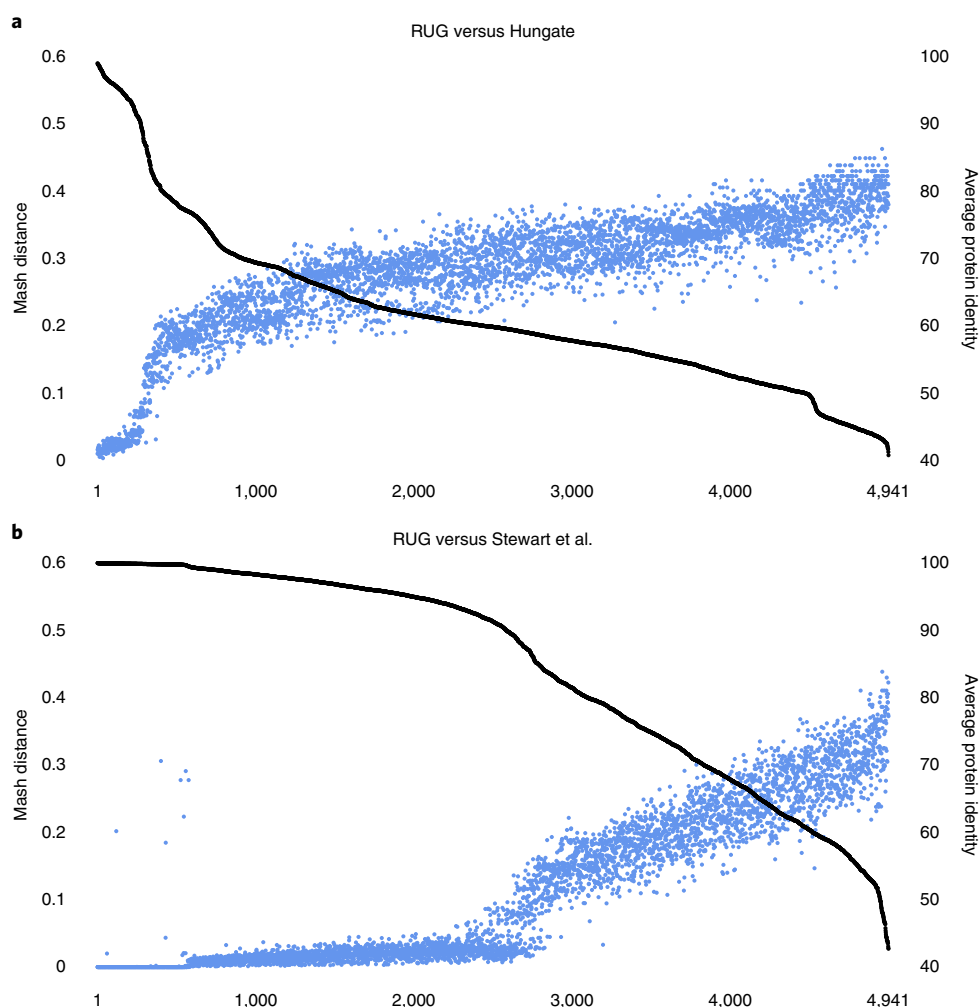 a
RUG versus Hungate
0.6 100
0.5 90
0.4 80
0.3 70
0.2 60
0.1 50
0 40
Mash distance
Average protein identity
1 1,000 2,000 3,000 4,000 4,941
b
RUG versus Stewart et al.
0.6 100
0.5 90
0.4 80
0.3 70
0.2 60
0.1 50
0 40
Mash distance
Average protein identity
1 1,000 2,000 3,000 4,000 4,941